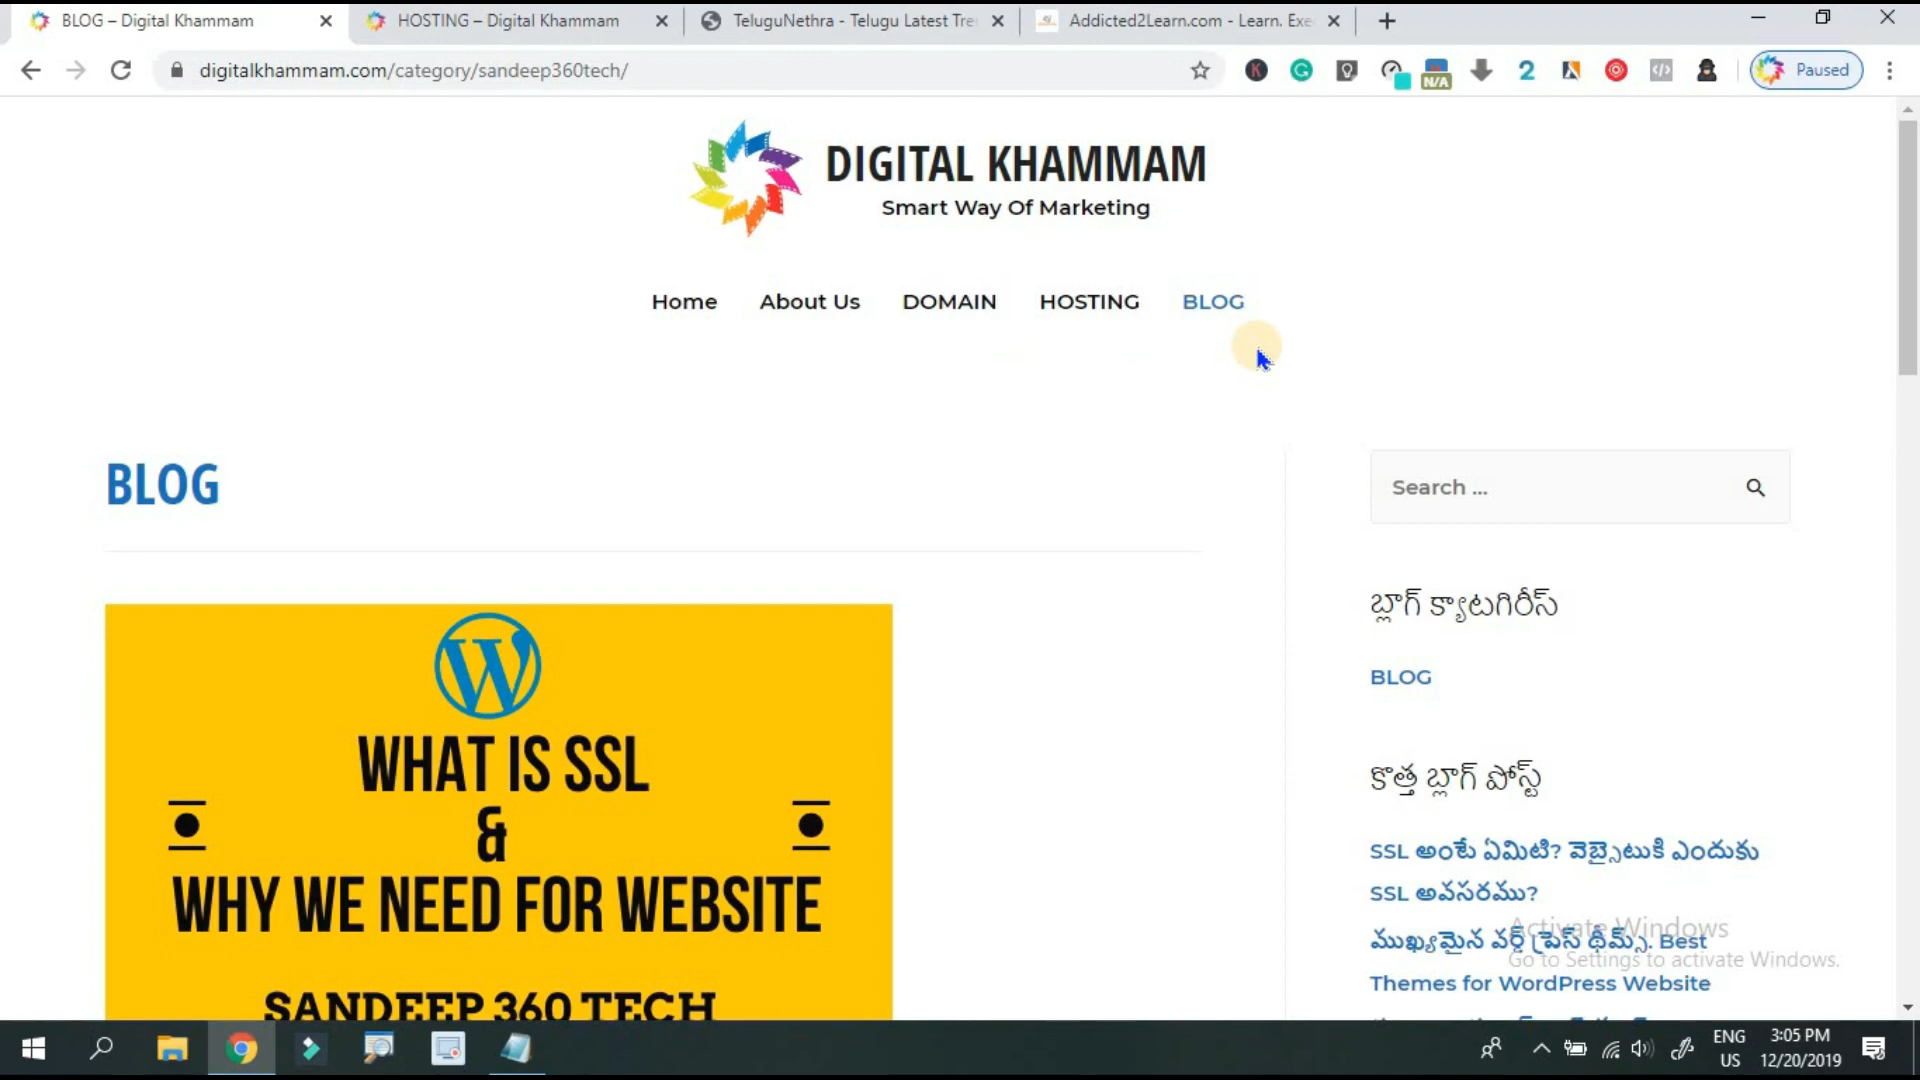 BLOG – Digital Khammam
HOSTING – Digital Khammam
TeluguNethra - Telugu Latest Tre
Addicted2Learn.com - Learn. Exe
digitalkhammam.com/category/sandeep360tech/
N/A
Paused
DIGITAL KHAMMAM
Smart Way Of Marketing
Home About Us DOMAIN HOSTING BLOG
BLOG
Search ...
WHAT IS SSL
&
WHY WE NEED FOR WEBSITE
SANDEEP 360 TECH
బ్లాగ్ క్యాటగిరీస్
BLOG
కొత్త బ్లాగ్ పోస్ట్
SSL అంటే ఏమిటి? వెబ్సైటుకి ఎందుకు
SSL అవసరము?
ముఖ్యమైన వర్డ్ ప్రెస్ థీమ్స్. Best
Themes for WordPress Website
Activate Windows
Go to Settings to activate Windows.
ENG
US
3:05 PM
12/20/2019